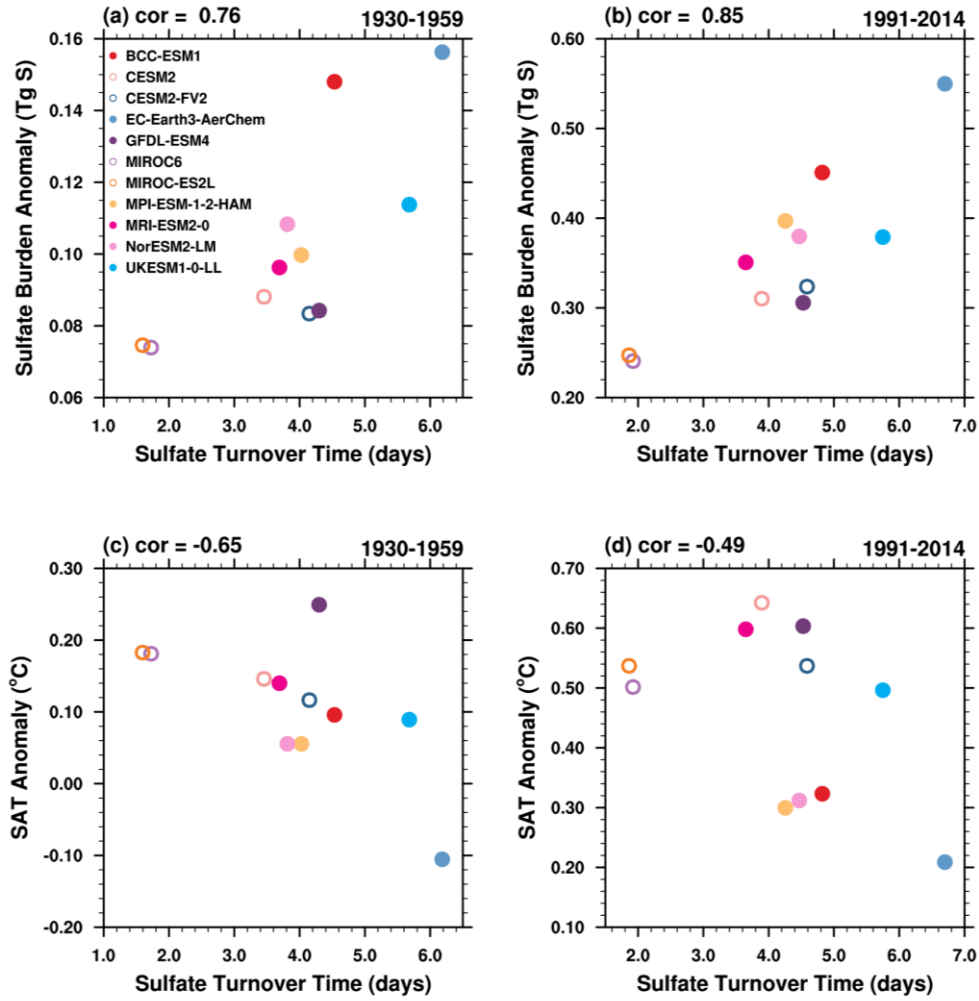 (a) cor = 0.76 1930-1959
0.16
0.14
0.12
0.10
0.08
0.06
Sulfate Burden Anomaly (Tg S)
BCC-ESM1
CESM2
CESM2-FV2
EC-Earth3-AerChem
GFDL-ESM4
MIROC6
MIROC-ES2L
MPI-ESM-1-2-HAM
MRI-ESM2-0
NorESM2-LM
UKESM1-0-LL
1.0 2.0 3.0 4.0 5.0 6.0
Sulfate Turnover Time (days)
(b) cor = 0.85 1991-2014
0.60
0.50
0.40
0.30
0.20
Sulfate Burden Anomaly (Tg S)
2.0 3.0 4.0 5.0 6.0 7.0
Sulfate Turnover Time (days)
(c) cor = -0.65 1930-1959
0.30
0.20
0.10
0.00
-0.10
-0.20
SAT Anomaly (°C)
1.0 2.0 3.0 4.0 5.0 6.0
Sulfate Turnover Time (days)
(d) cor = -0.49 1991-2014
0.70
0.60
0.50
0.40
0.30
0.20
0.10
SAT Anomaly (°C)
2.0 3.0 4.0 5.0 6.0 7.0
Sulfate Turnover Time (days)